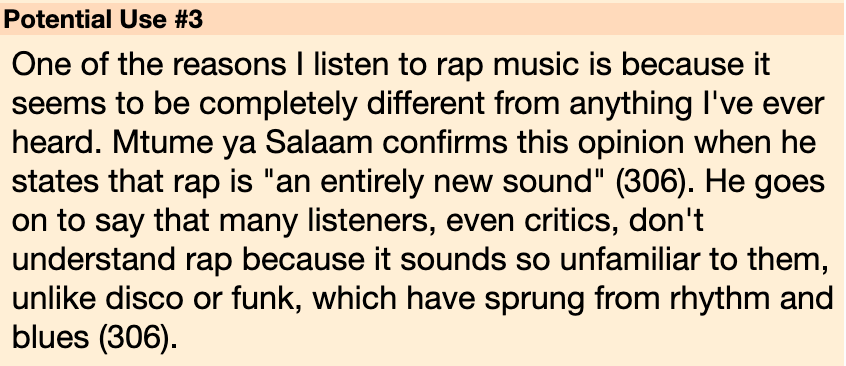 Potential Use #3
One of the reasons I listen to rap music is because it
seems to be completely different from anything I've ever
heard. Mtume ya Salaam confirms this opinion when he
states that rap is "an entirely new sound" (306). He goes
on to say that many listeners, even critics, don't
understand rap because it sounds so unfamiliar to them,
unlike disco or funk, which have sprung from rhythm and
blues (306).